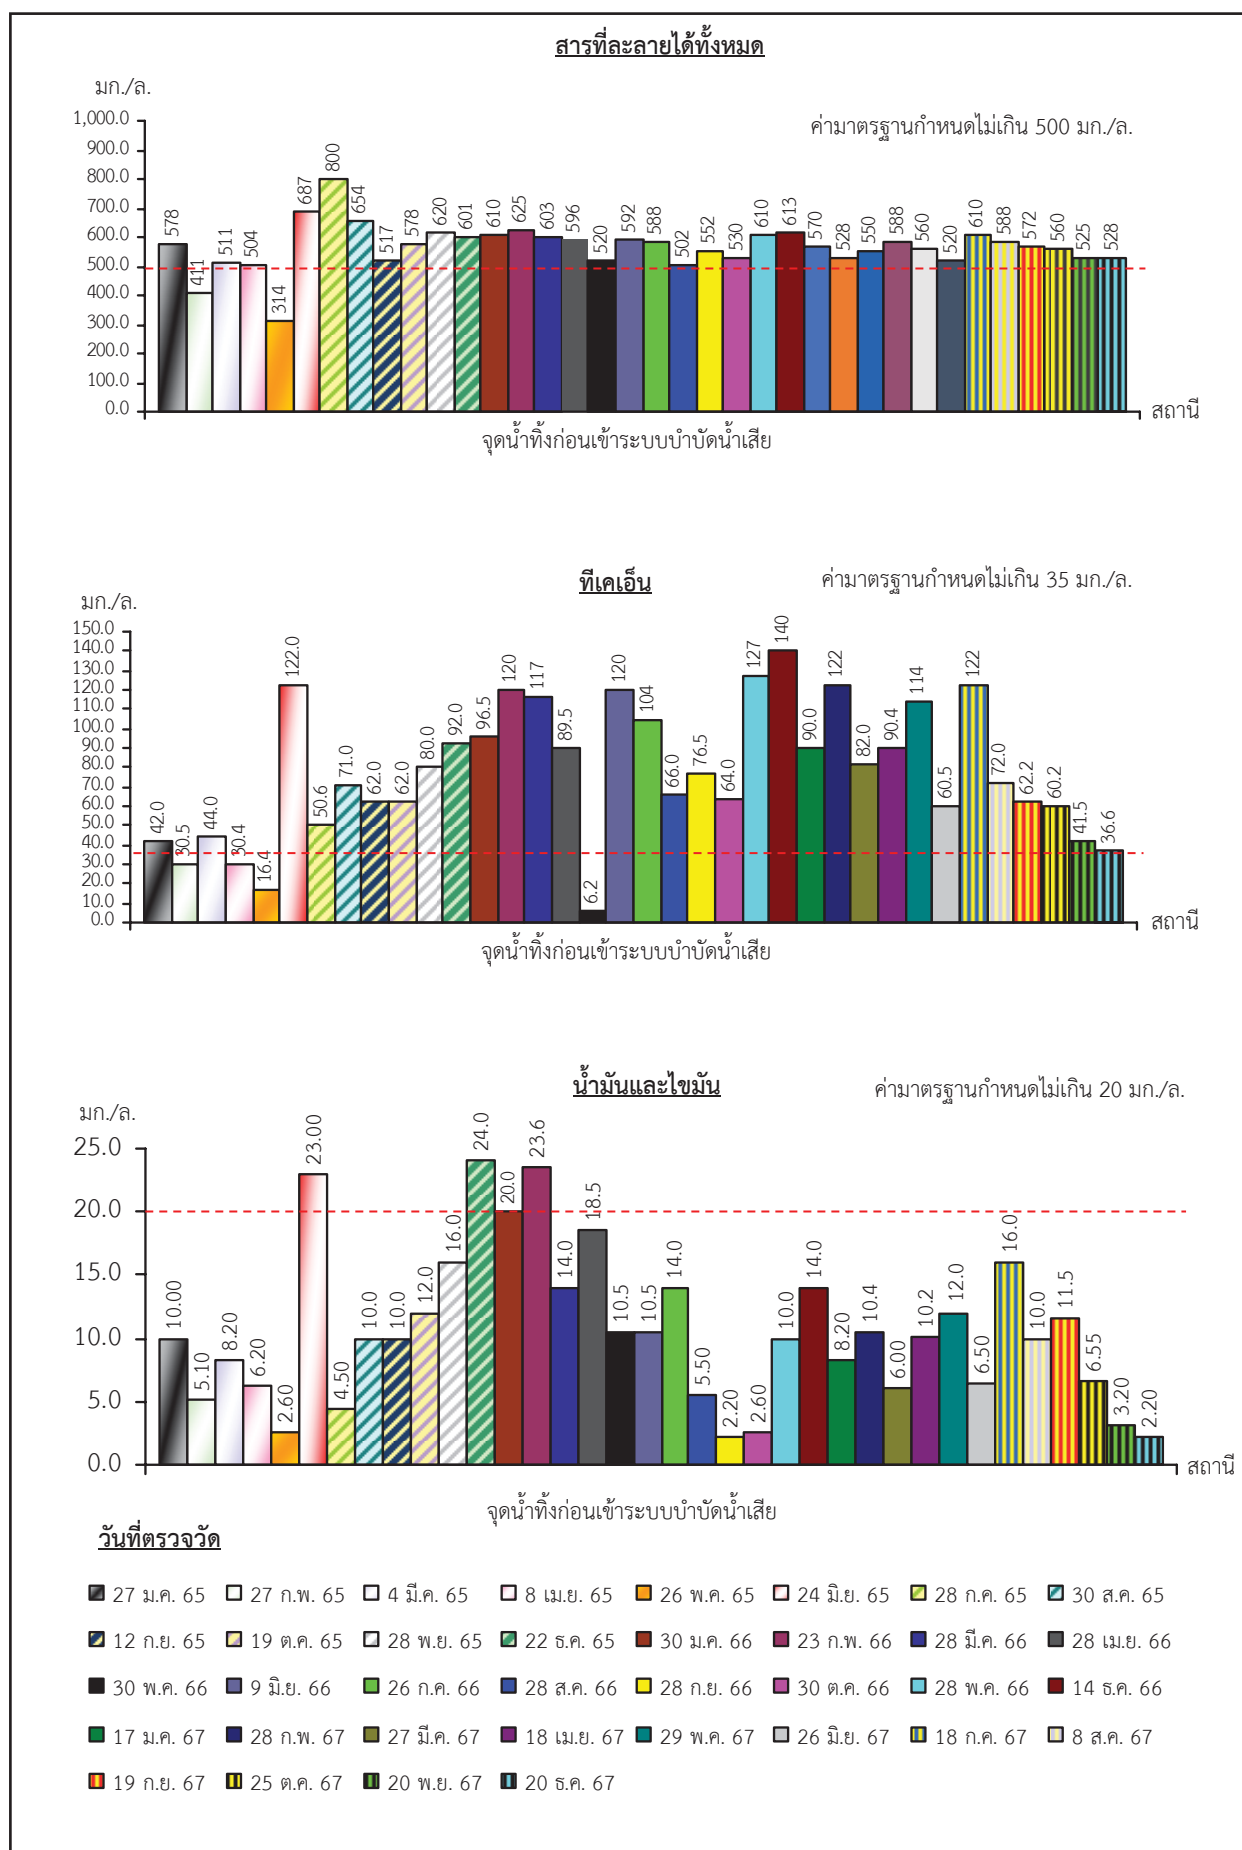 สารที่ละลายได้ทั้งหมด
มก./ล.
ค่ามาตรฐานกำหนดไม่เกิน 500 มก./ล.
1,000.0
900.0
800.0
700.0
600.0
500.0
400.0
300.0
200.0
100.0
0.0
578 411 511 504 314 687 800 654 517 578 620 601 610 625 603 596 520 592 588 502 552 530 610 613 570 528 550 588 560 520 610 588 572 560 525 528
สถานี
จุดน้ำทิ้งก่อนเข้าระบบบำบัดน้ำเสีย
ทีเคเอ็น
ค่ามาตรฐานกำหนดไม่เกิน 35 มก./ล.
มก./ล.
150.0
140.0
130.0
120.0
110.0
100.0
90.0
80.0
70.0
60.0
50.0
40.0
30.0
20.0
10.0
0.0
42.0 30.5 44.0 30.4 16.4 122.0 50.6 71.0 62.0 62.0 80.0 92.0 96.5 120 117 89.5 6.2 120 104 66.0 76.5 64.0 127 140 90.0 122 82.0 90.4 114 60.5 122 72.0 62.2 60.2 41.5 36.6
สถานี
จุดน้ำทิ้งก่อนเข้าระบบบำบัดน้ำเสีย
น้ำมันและไขมัน
ค่ามาตรฐานกำหนดไม่เกิน 20 มก./ล.
มก./ล.
25.0
20.0
15.0
10.0
5.0
0.0
10.00 5.10 8.20 6.20 2.60 23.00 4.50 10.0 10.0 12.0 16.0 24.0 20.0 23.6 14.0 18.5 10.5 10.5 14.0 5.50 2.20 2.60 10.0 14.0 8.20 10.4 6.00 10.2 12.0 6.50 16.0 10.0 11.5 6.55 3.20 2.20
สถานี
จุดน้ำทิ้งก่อนเข้าระบบบำบัดน้ำเสีย
วันที่ตรวจวัด
27 ม.ค. 65 27 ก.พ. 65 4 มี.ค. 65 8 เม.ย. 65 26 พ.ค. 65 24 มิ.ย. 65 28 ก.ค. 65 30 ส.ค. 65
12 ก.ย. 65 19 ต.ค. 65 28 พ.ย. 65 22 ธ.ค. 65 30 ม.ค. 66 23 ก.พ. 66 28 มี.ค. 66 28 เม.ย. 66
30 พ.ค. 66 9 มิ.ย. 66 26 ก.ค. 66 28 ส.ค. 66 28 ก.ย. 66 30 ต.ค. 66 28 พ.ค. 66 14 ธ.ค. 66
17 ม.ค. 67 28 ก.พ. 67 27 มี.ค. 67 18 เม.ย. 67 29 พ.ค. 67 26 มิ.ย. 67 18 ก.ค. 67 8 ส.ค. 67
19 ก.ย. 67 25 ต.ค. 67 20 พ.ย. 67 20 ธ.ค. 67